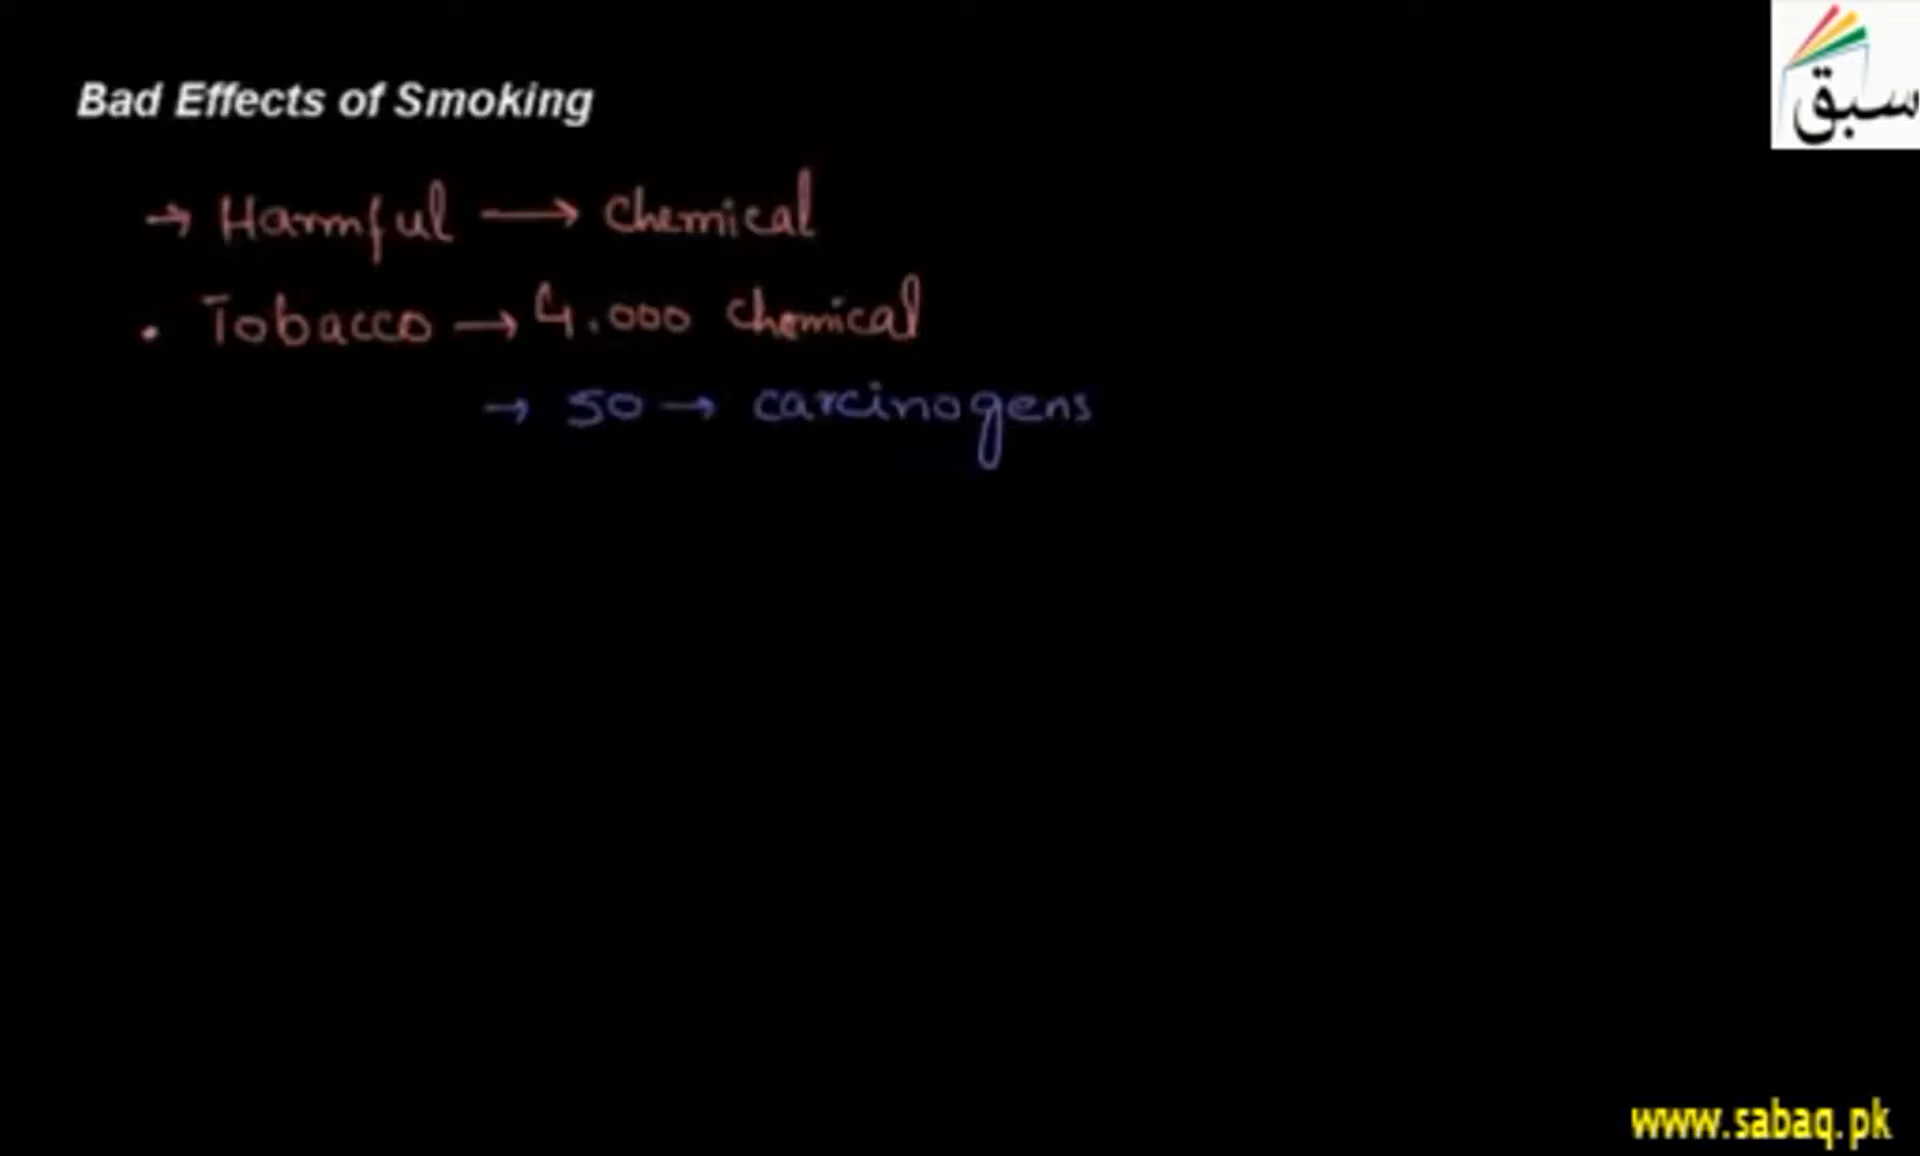 سبق
Bad Effects of Smoking
→ Harmful → Chemical
• Tobacco → 4.000 Chemical
→ 50 → carcinogens
www.sabaq.pk